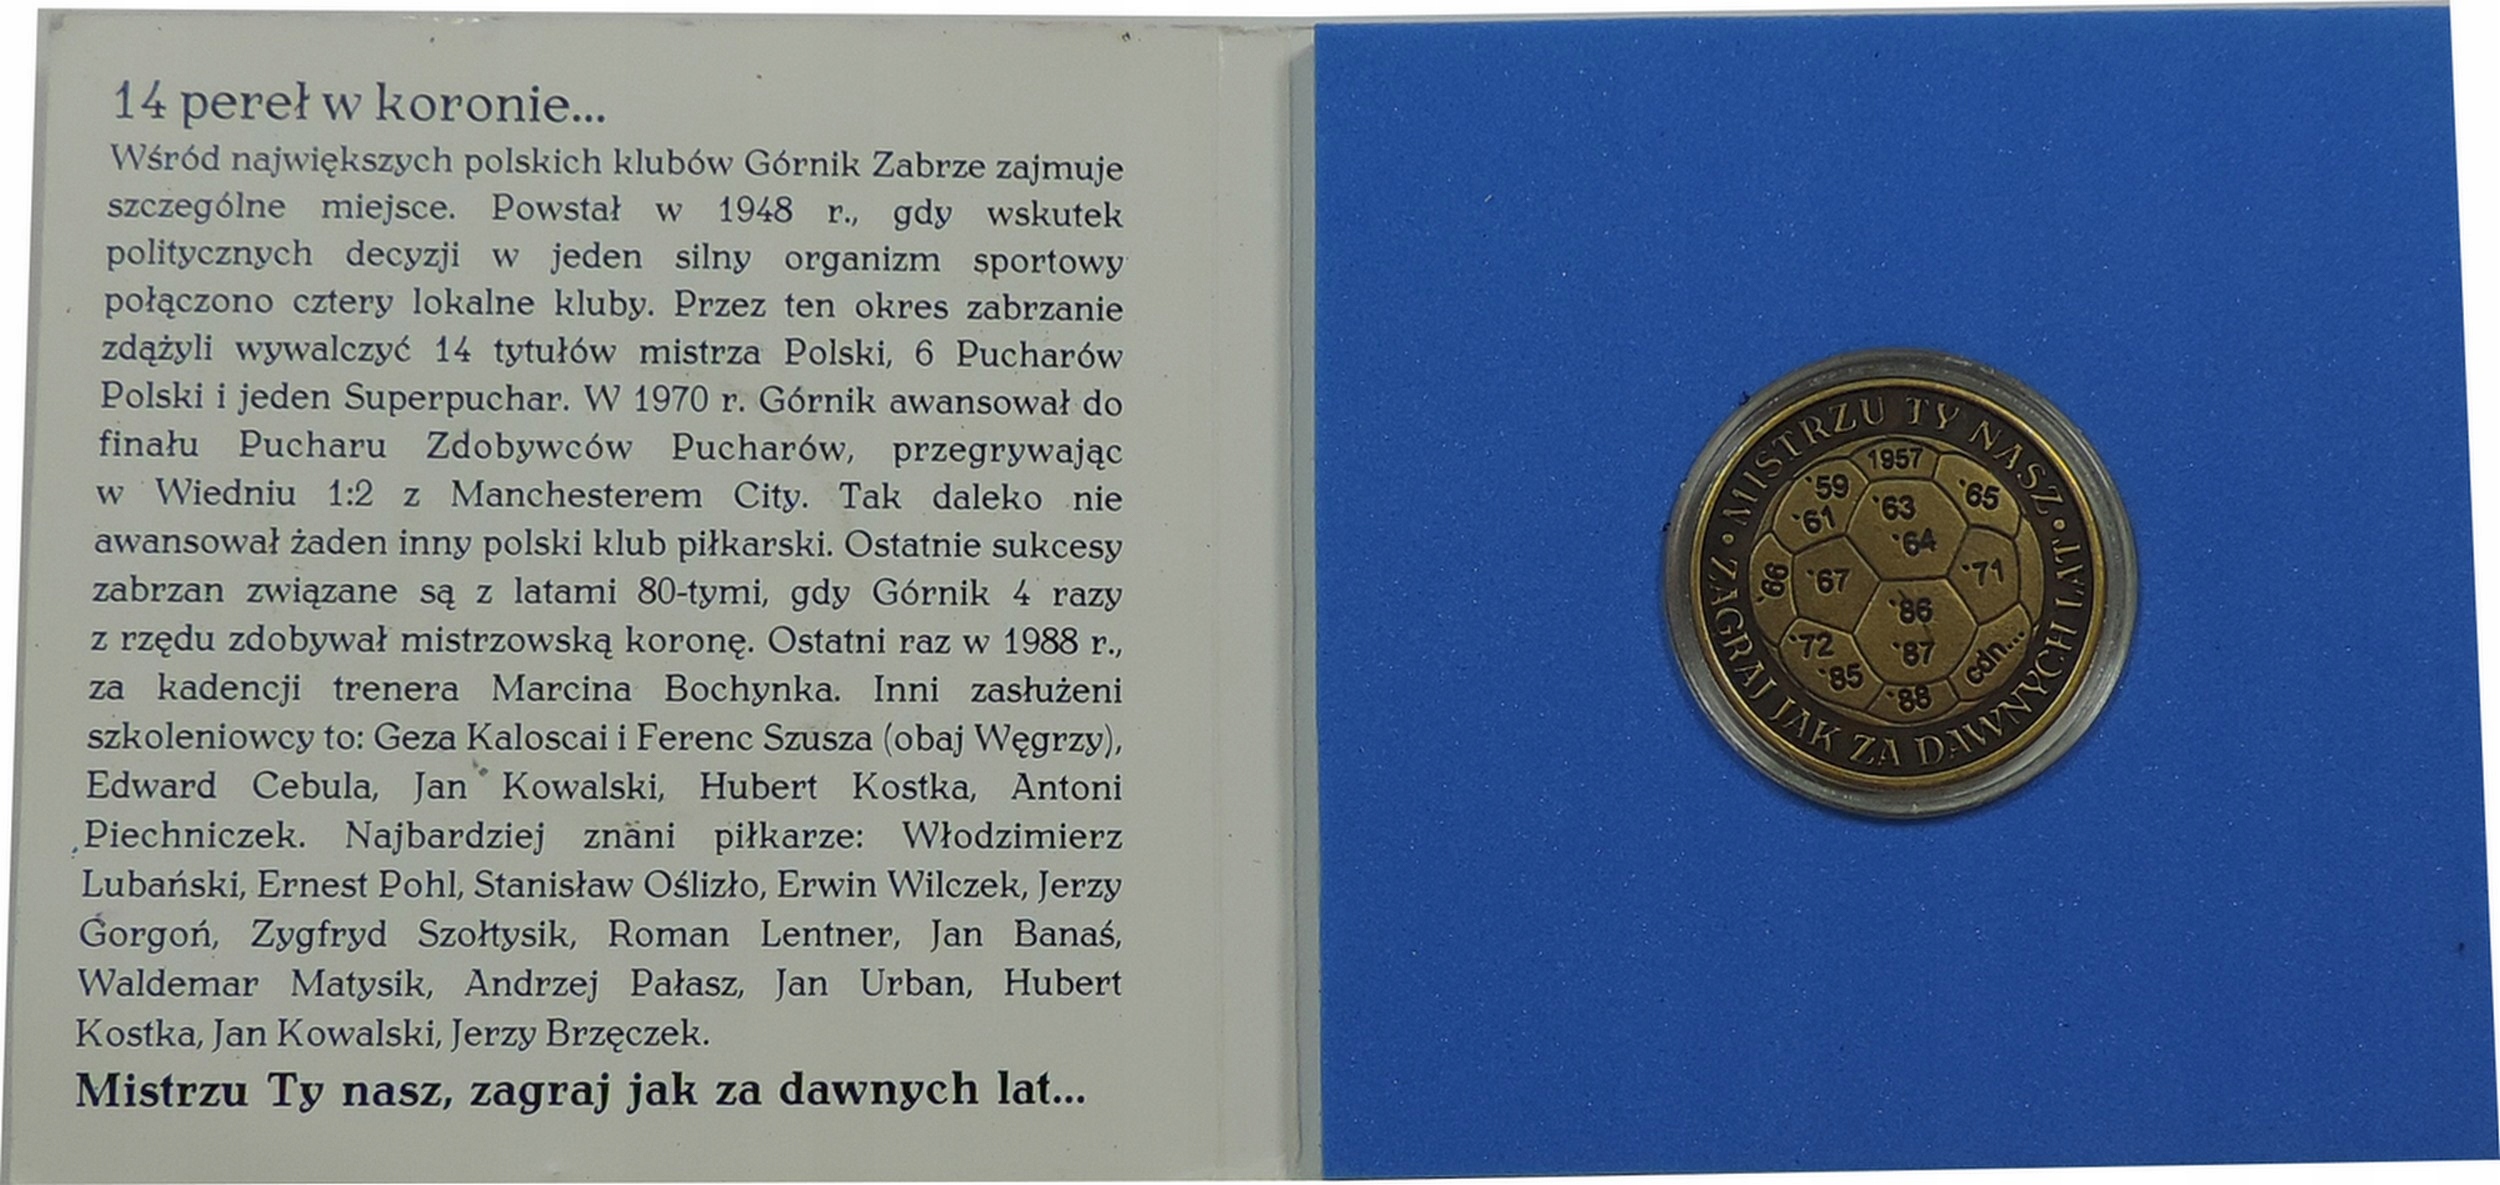 14 pereł w koronie...
Wśród największych polskich klubów Górnik Zabrze zajmuje
szczególne miejsce. Powstał w 1948 r., gdy wskutek
politycznych decyzji w jeden silny organizm sportowy
połączono cztery lokalne kluby. Przez ten okres zabrzanie
zdążyli wywalczyć 14 tytułów mistrza Polski, 6 Pucharów
Polski i jeden Superpuchar. W 1970 r. Górnik awansował do
finału Pucharu Zdobywców Pucharów, przegrywając
w Wiedniu 1:2 z Manchesterem City. Tak daleko nie
awansował żaden inny polski klub piłkarski. Ostatnie sukcesy
zabrzan związane są z latami 80-tymi, gdy Górnik 4 razy
z rzędu zdobywał mistrzowską koronę. Ostatni raz w 1988 r.,
za kadencji trenera Marcina Bochynka. Inni zasłużeni
szkoleniowcy to: Geza Kaloscai i Ferenc Szusza (obaj Węgrzy),
Edward Cebula, Jan Kowalski, Hubert Kostka, Antoni
Piechniczek. Najbardziej znani piłkarze: Włodzimierz
Lubański, Ernest Pohl, Stanisław Oślizło, Erwin Wilczek, Jerzy
Gorgoń, Zygfryd Szołtysik, Roman Lentner, Jan Banaś,
Waldemar Matysik, Andrzej Pałasz, Jan Urban, Hubert
Kostka, Jan Kowalski, Jerzy Brzęczek.
Mistrzu Ty nasz, zagraj jak za dawnych lat...
• MISTRZU TY NASZ •
ZAGRAJ JAK ZA DAWNYCH LAT
1957
'59
'61
'63
'64
'65
'66
'67
'71
'72
'85
'86
'87
'88
cdn...